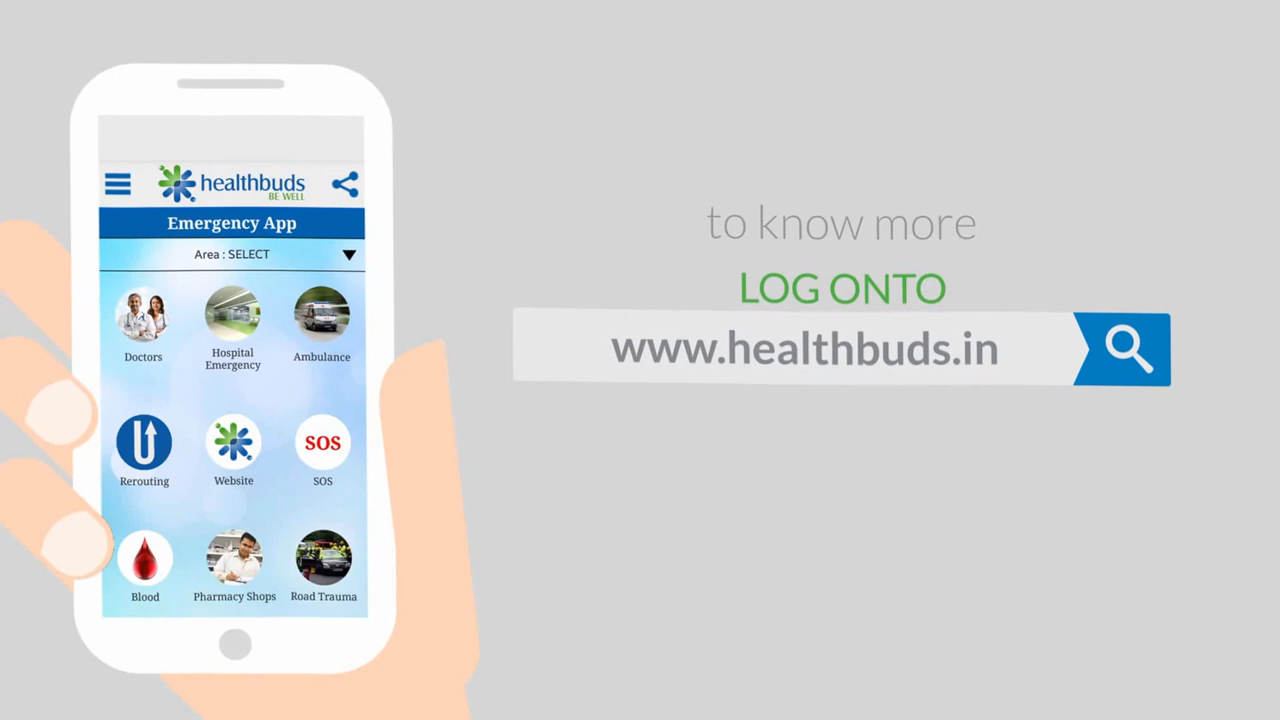 healthbuds
BE WELL
Emergency App
Area : SELECT
Doctors
Hospital
Emergency
Ambulance
SOS
Rerouting
Website
SOS
Blood
Pharmacy Shops
Road Trauma
to know more
LOG ONTO
www.healthbuds.in